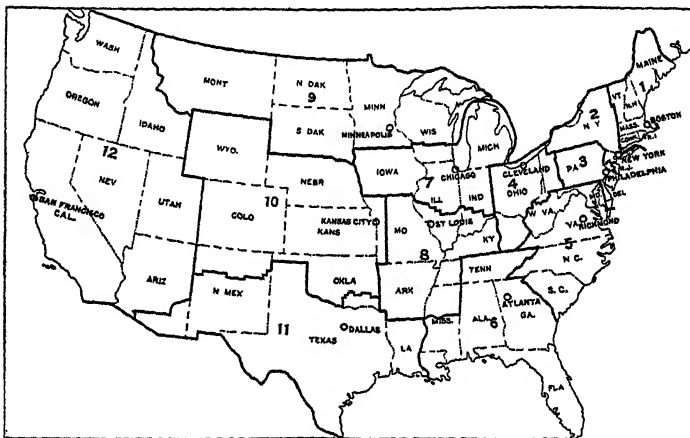 WASH
MONT
N DAK
9
MINN
MAINE
OREGON
IDAHO
S DAK
MINNEAPOLIS
WIS
MICH
2
N Y
VT
N.H
1
MASS.
BOSTON
CONN.
R.I
WYO.
12
NEV
UTAH
NEBR
IOWA
7
CHICAGO
ILL
IND
4
CLEVELAND
OHIO
PA
3
NEW YORK
N.J.
PHILADELPHIA
SAN FRANCISCO
CAL.
10
COLO
KANSAS CITY
KANS
MO
ST LOUIS
W VA.
MD.
DEL
VA
RICHMOND
KY
5
N C.
8
ARIZ
N MEX
OKLA
ARK
TENN
S. C.
11
TEXAS
DALLAS
LA
MISS.
ALA.
6
ATLANTA
GA.
FLA